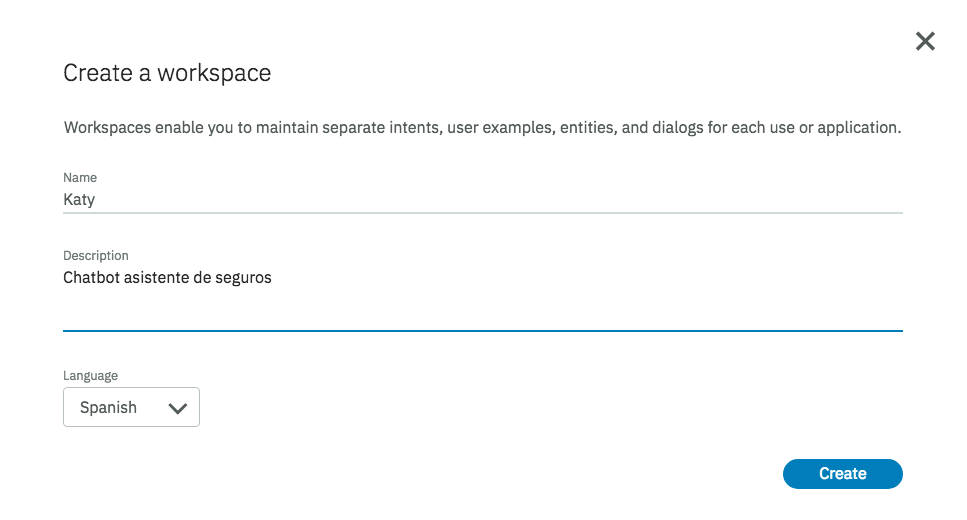 Create a workspace
Workspaces enable you to maintain separate intents, user examples, entities, and dialogs for each use or application.
Name
Katy
Description
Chatbot asistente de seguros
Language
Spanish
Create